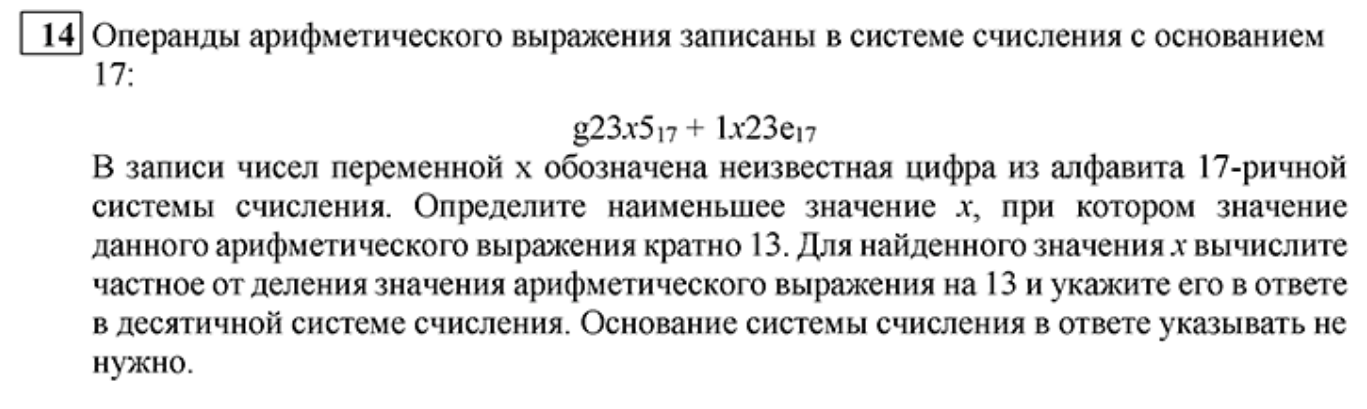 14 Операнды арифметического выражения записаны в системе счисления с основанием
17:
g23x5₁₇ + 1x23e₁₇
В записи чисел переменной x обозначена неизвестная цифра из алфавита 17-ричной
системы счисления. Определите наименьшее значение x, при котором значение
данного арифметического выражения кратно 13. Для найденного значения x вычислите
частное от деления значения арифметического выражения на 13 и укажите его в ответе
в десятичной системе счисления. Основание системы счисления в ответе указывать не
нужно.